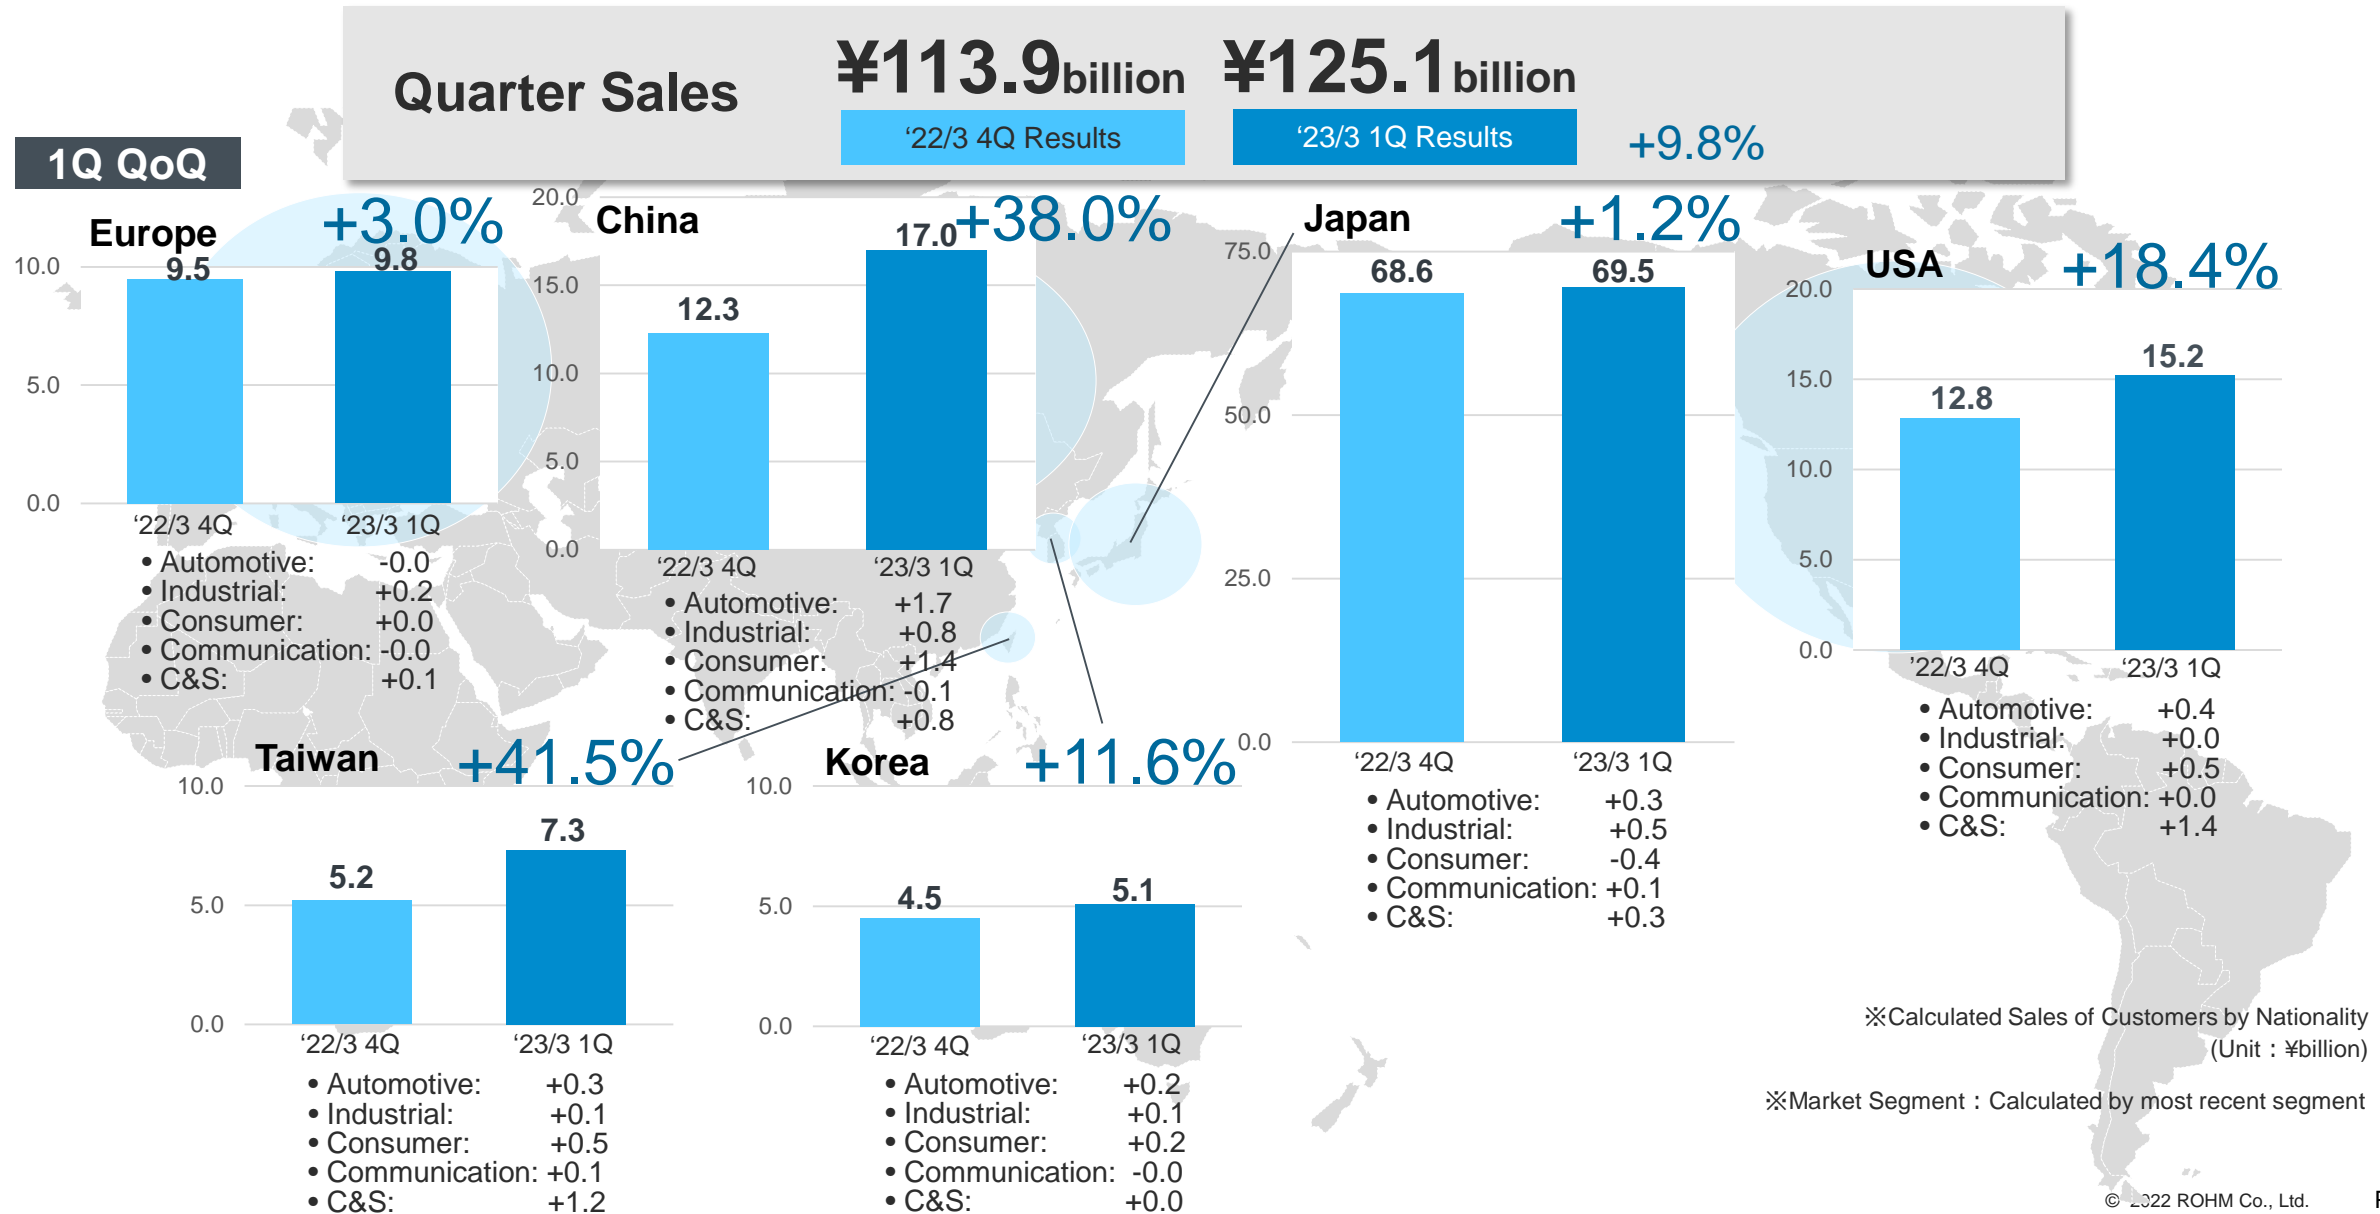 Quarter Sales
¥113.9billion
¥125.1billion
‘22/3 4Q Results
‘23/3 1Q Results
+9.8%
1Q QoQ
Europe
+3.0%
10.0
5.0
0.0
9.5
9.8
‘22/3 4Q
‘23/3 1Q
• Automotive: -0.0
• Industrial: +0.2
• Consumer: +0.0
• Communication: -0.0
• C&S: +0.1
China
+38.0%
20.0
15.0
10.0
5.0
0.0
12.3
17.0
‘22/3 4Q
‘23/3 1Q
• Automotive: +1.7
• Industrial: +0.8
• Consumer: +1.4
• Communication: -0.1
• C&S: +0.8
Japan
+1.2%
75.0
50.0
25.0
0.0
68.6
69.5
‘22/3 4Q
‘23/3 1Q
• Automotive: +0.3
• Industrial: +0.5
• Consumer: -0.4
• Communication: +0.1
• C&S: +0.3
USA
+18.4%
20.0
15.0
10.0
5.0
0.0
12.8
15.2
’22/3 4Q
’23/3 1Q
• Automotive: +0.4
• Industrial: +0.0
• Consumer: +0.5
• Communication: +0.0
• C&S: +1.4
Taiwan
+41.5%
10.0
5.0
0.0
5.2
7.3
‘22/3 4Q
‘23/3 1Q
• Automotive: +0.3
• Industrial: +0.1
• Consumer: +0.5
• Communication: +0.1
• C&S: +1.2
Korea
+11.6%
10.0
5.0
0.0
4.5
5.1
‘22/3 4Q
‘23/3 1Q
• Automotive: +0.2
• Industrial: +0.1
• Consumer: +0.2
• Communication: -0.0
• C&S: +0.0
※Calculated Sales of Customers by Nationality
(Unit：¥billion)
※Market Segment：Calculated by most recent segment
© 2022 ROHM Co., Ltd.